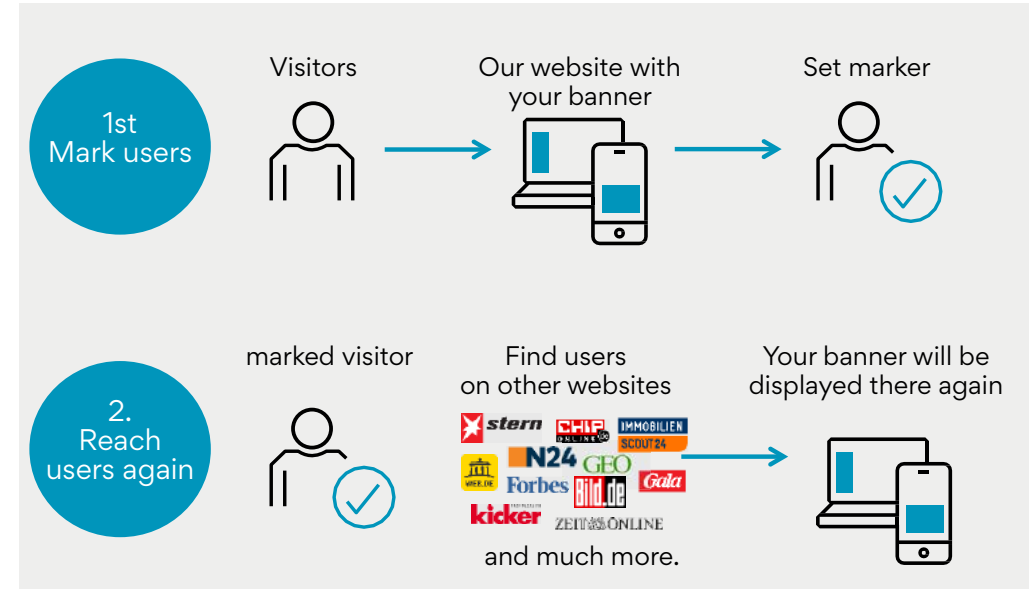 1st
Mark users
Visitors
Our website with
your banner
Set marker
2.
Reach
users again
marked visitor
Find users
on other websites
stern
CHIP
ONLINE
IMMOBILIEN
SCOUT24
WEB.DE
N24
GEO
Forbes
Bild.de
Gala
kicker
ZEIT ONLINE
and much more.
Your banner will be
displayed there again